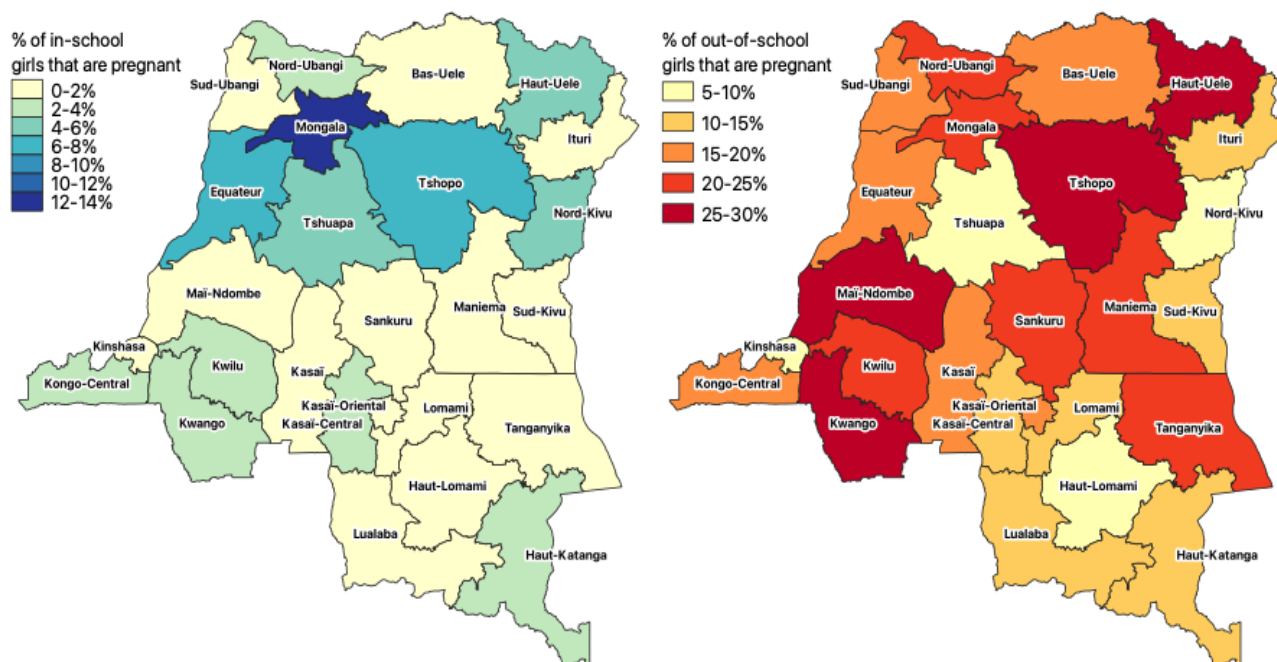 % of in-school
girls that are pregnant
0-2%
2-4%
4-6%
6-8%
8-10%
10-12%
12-14%
Nord-Ubangi
Sud-Ubangi
Bas-Uele
Haut-Uele
Mongala
Ituri
Equateur
Tshopo
Tshuapa
Nord-Kivu
Maï-Ndombe
Sankuru
Maniema
Sud-Kivu
Kinshasa
Kwilu
Kasaï
Kongo-Central
Kasaï-Oriental
Lomami
Kwango
Kasaï-Central
Tanganyika
Haut-Lomami
Lualaba
Haut-Katanga
% of out-of-school
girls that are pregnant
5-10%
10-15%
15-20%
20-25%
25-30%
Nord-Ubangi
Sud-Ubangi
Bas-Uele
Haut-Uele
Mongala
Ituri
Equateur
Tshopo
Tshuapa
Nord-Kivu
Maï-Ndombe
Sankuru
Maniema
Sud-Kivu
Kinshasa
Kwilu
Kasaï
Kongo-Central
Kasaï-Oriental
Lomami
Kwango
Kasaï-Central
Tanganyika
Haut-Lomami
Lualaba
Haut-Katanga